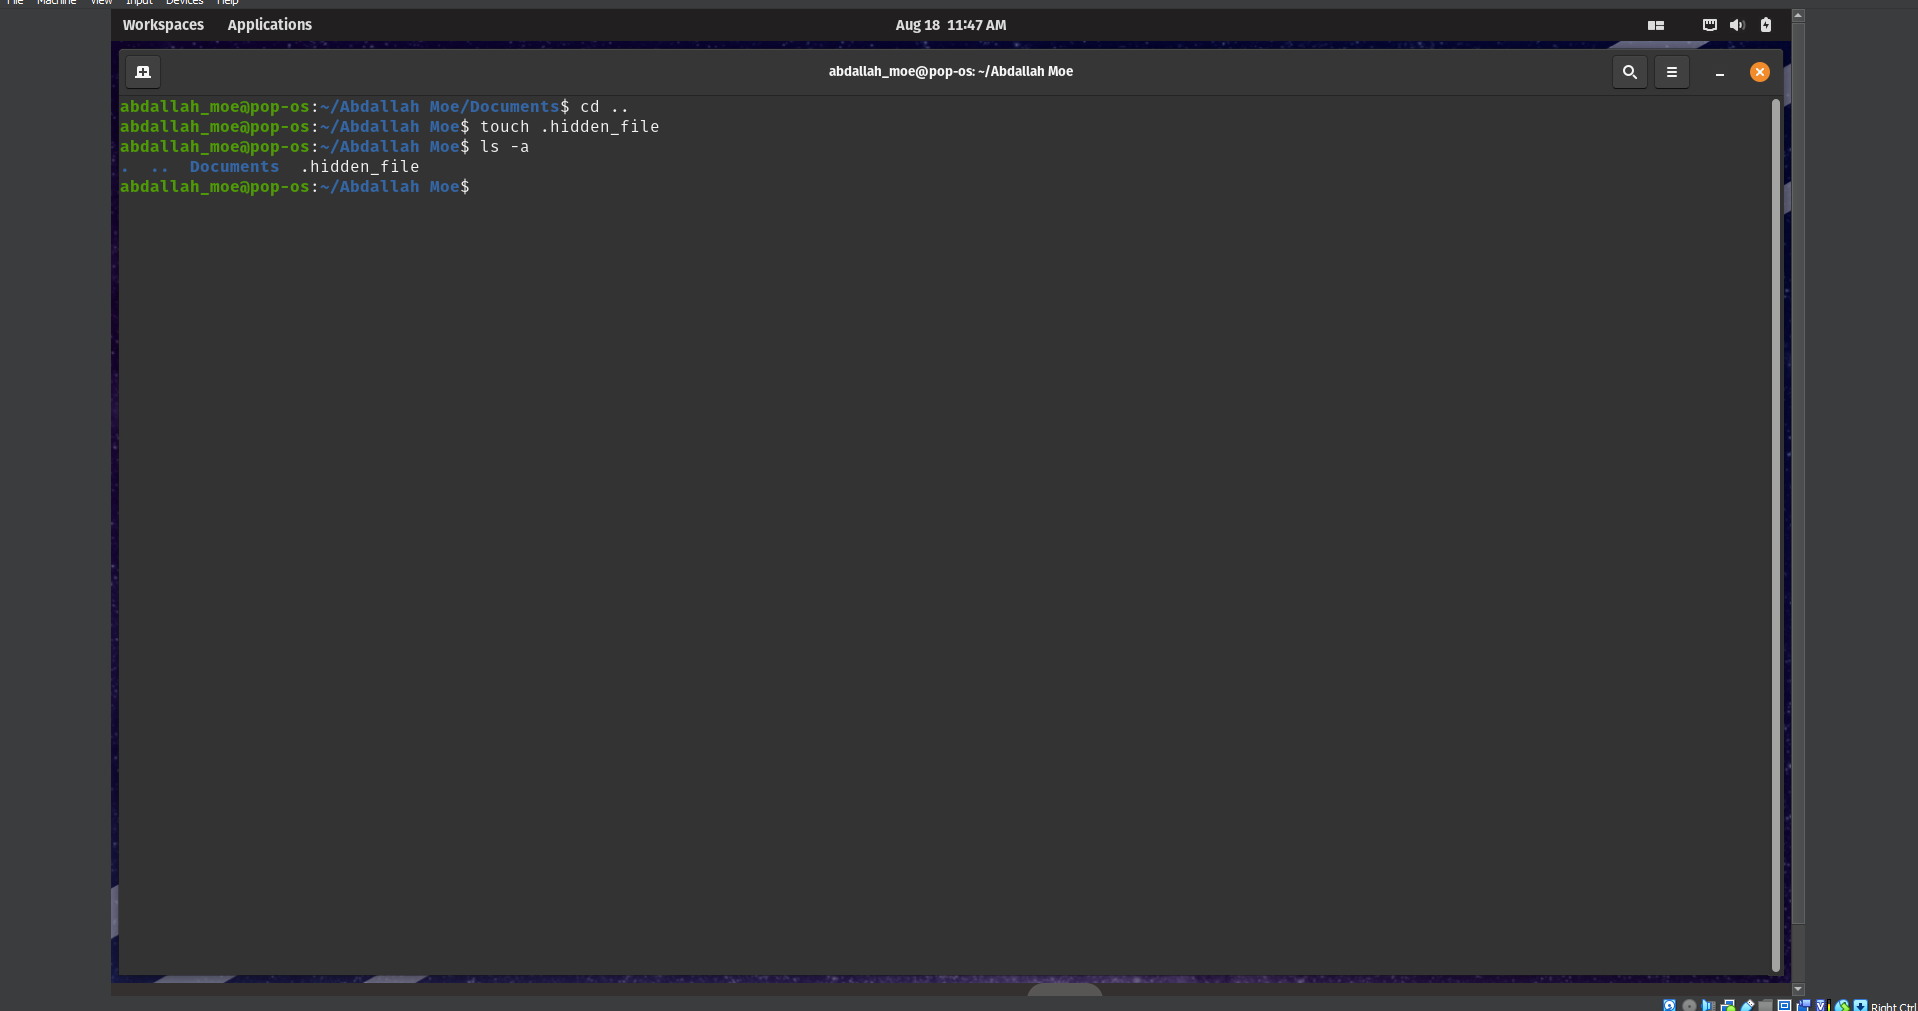 File Machine View Input Devices Help
Workspaces Applications Aug 18 11:47 AM
abdallah_moe@pop-os: ~/Abdallah Moe
abdallah_moe@pop-os:~/Abdallah Moe/Documents$ cd ..
abdallah_moe@pop-os:~/Abdallah Moe$ touch .hidden_file
abdallah_moe@pop-os:~/Abdallah Moe$ ls -a
. .. Documents .hidden_file
abdallah_moe@pop-os:~/Abdallah Moe$
Right Ctrl